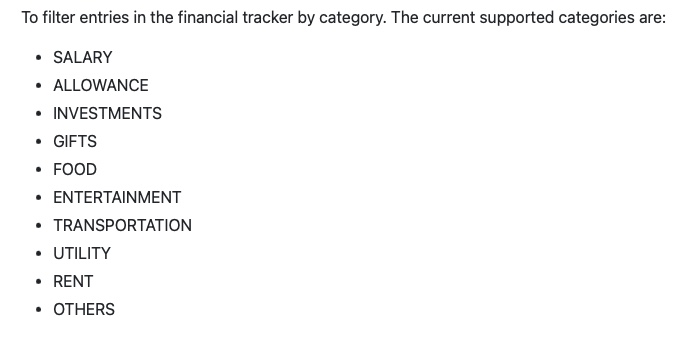 To filter entries in the financial tracker by category. The current supported categories are:
• SALARY
• ALLOWANCE
• INVESTMENTS
• GIFTS
• FOOD
• ENTERTAINMENT
• TRANSPORTATION
• UTILITY
• RENT
• OTHERS